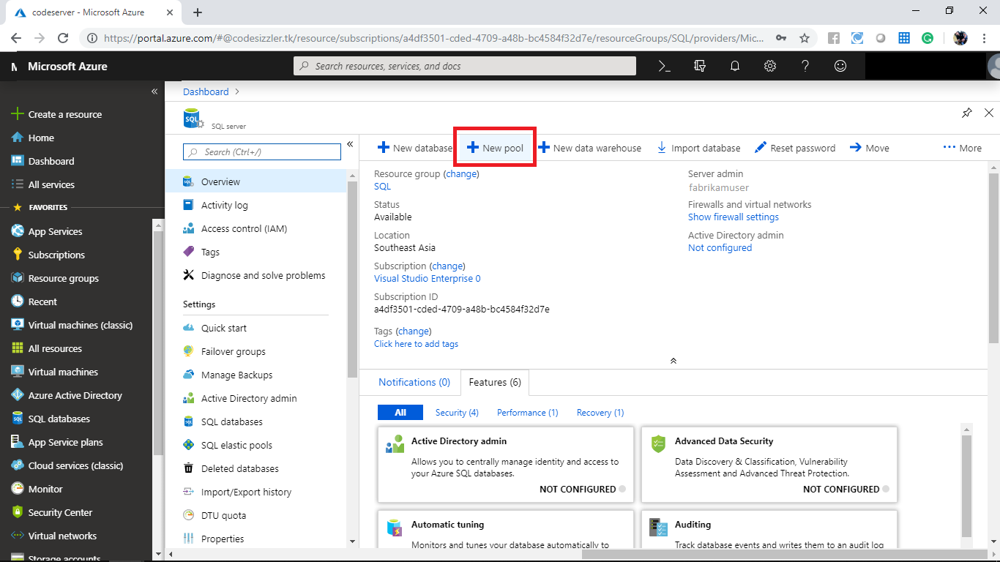 codeserver - Microsoft Azure
https://portal.azure.com/#@codesizzler.tk/resource/subscriptions/a4df3501-cded-4709-a48b-bc4584f32d7e/resourceGroups/SQL/providers/Mic...
Microsoft Azure
Search resources, services, and docs
Create a resource
Home
Dashboard
All services
FAVORITES
App Services
Subscriptions
Resource groups
Recent
Virtual machines (classic)
All resources
Virtual machines
Azure Active Directory
SQL databases
App Service plans
Cloud services (classic)
Monitor
Security Center
Virtual networks
Storage accounts
Dashboard
SQL
SQL server
Search (Ctrl+/)
Overview
Activity log
Access control (IAM)
Tags
Diagnose and solve problems
Settings
Quick start
Failover groups
Manage Backups
Active Directory admin
SQL databases
SQL elastic pools
Deleted databases
Import/Export history
DTU quota
Properties
New database
New pool
New data warehouse
Import database
Reset password
Move
More
Resource group (change)
SQL
Status
Available
Location
Southeast Asia
Subscription (change)
Visual Studio Enterprise 0
Subscription ID
a4df3501-cded-4709-a48b-bc4584f32d7e
Tags (change)
Click here to add tags
Server admin
fabrikamuser
Firewalls and virtual networks
Show firewall settings
Active Directory admin
Not configured
Notifications (0)
Features (6)
All
Security (4)
Performance (1)
Recovery (1)
Active Directory admin
Allows you to centrally manage identity and access to
your Azure SQL databases.
NOT CONFIGURED
Advanced Data Security
Data Discovery & Classification, Vulnerability
Assessment and Advanced Threat Protection.
NOT CONFIGURED
Automatic tuning
Monitors and tunes your database automatically to
Auditing
Track database events and writes them to an audit log